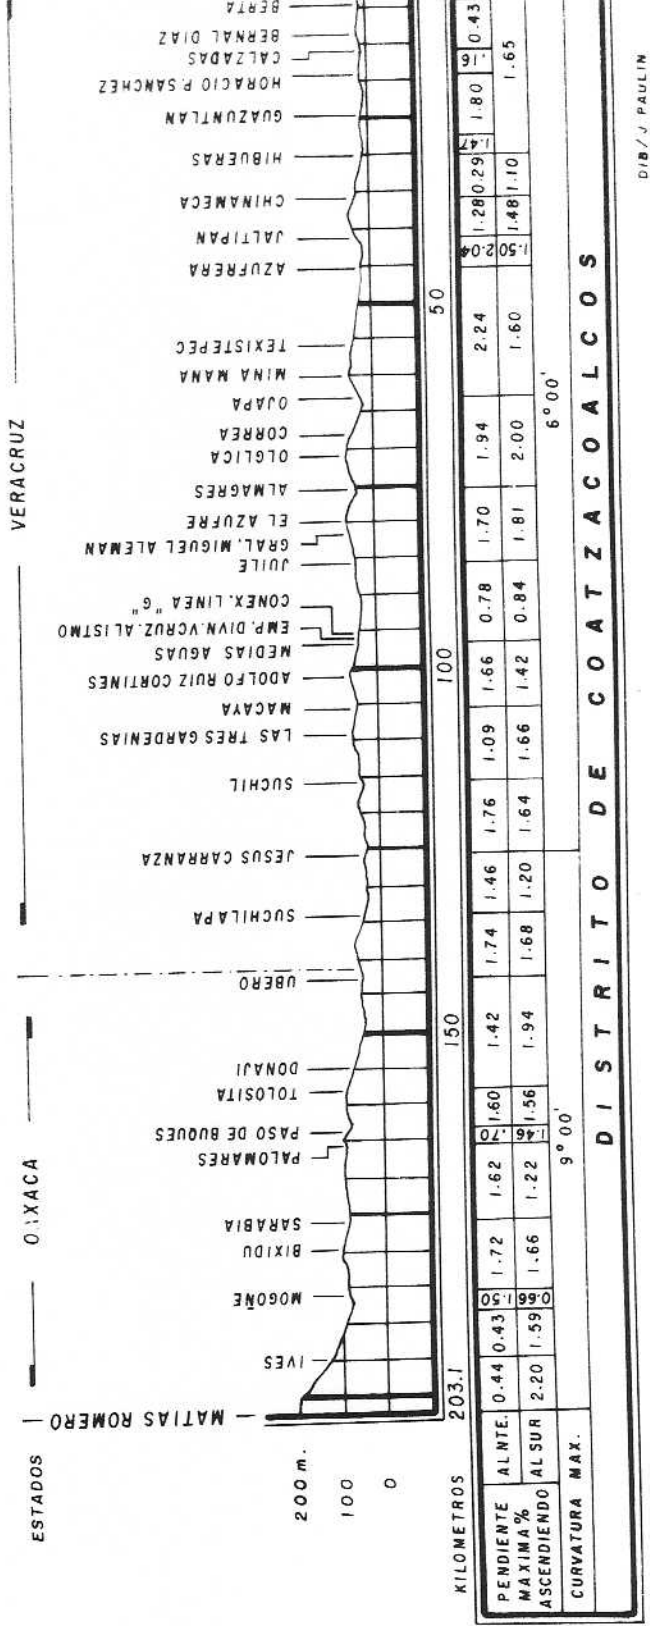 ESTADOS
OAXACA
VERACRUZ
MATIAS ROMERO
IVES
MOGOÑE
BIXIDU
SARABIA
PALOMARES
PASO DE BUQUES
TOLOSITA
DONAJI
UBERO
SUCHILAPA
JESUS CARRANZA
SUCHIL
LAS TRES GARDENIAS
MACAYA
ADOLFO RUIZ CORTINES
MEDIAS AGUAS
EMP. DIVN. VCRUZ. AL ISTMO
CONEX. LINEA "G"
JUILE
GRAL. MIGUEL ALEMAN
EL AZUFRE
ALMAGRES
OLGLICA
CORREA
OJAPA
MINA MANA
TEXISTEPEC
AZUFRERA
JALTIPAN
CHINAMECA
HIBUERAS
GUAZUNTLAN
HORACIO P. SANCHEZ
CALZADAS
BERNAL DIAZ
BERTA
200 m.
100
0
KILOMETROS 203.1 150 100 50
PENDIENTE MAXIMA % ASCENDIENDO
AL NTE. 0.44 0.43 1.50 1.72 1.62 .70 1.60 1.42 1.74 1.46 1.76 1.09 1.66 0.78 1.70 1.94 2.24 2.04 1.28 0.29 1.47 1.80 .16 0.43
AL SUR 2.20 1.59 0.66 1.66 1.22 1.46 1.56 1.94 1.68 1.20 1.64 1.66 1.42 0.84 1.81 2.00 1.60 1.50 1.48 1.10 1.65
CURVATURA MAX. 9°00' 6°00'
DISTRITO DE COATZACOALCOS
DIB/J PAULIN